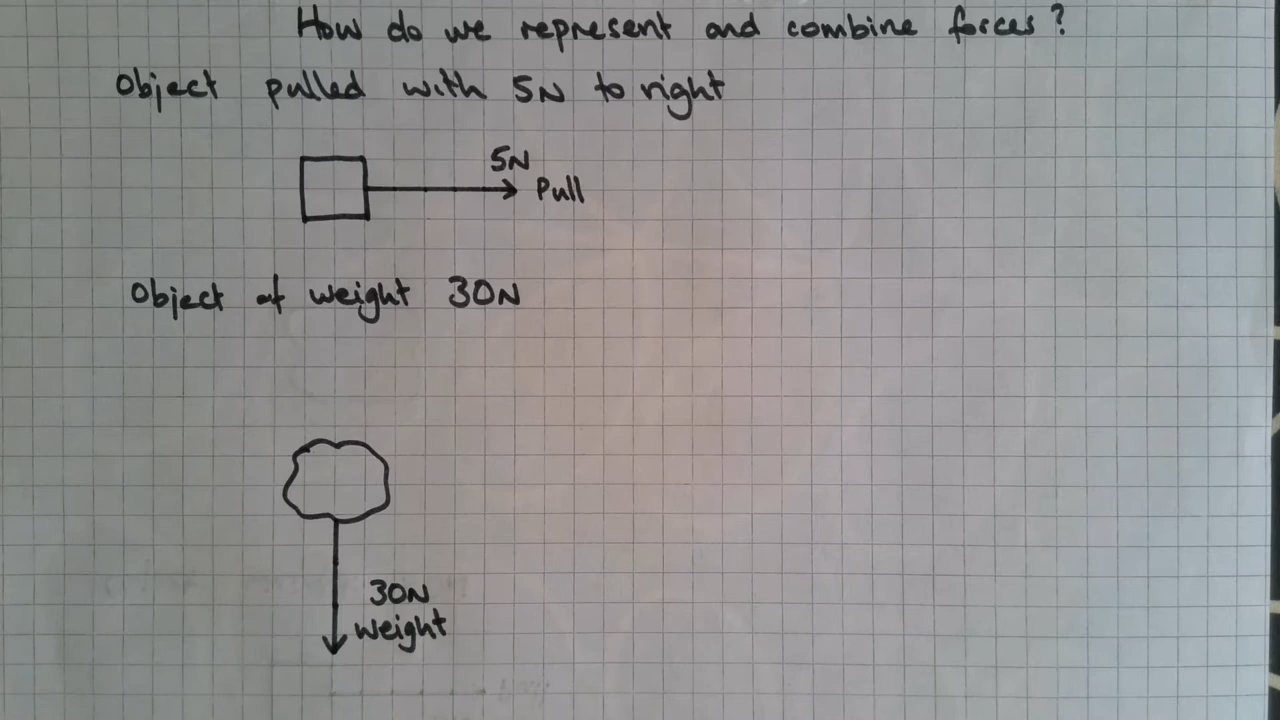 How do we represent and combine forces?
Object pulled with 5N to right
5N
Pull
Object of weight 30N
30N
weight